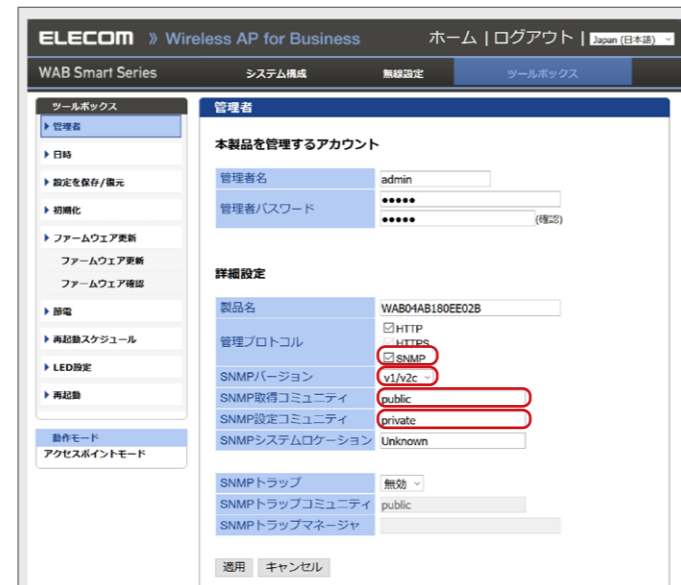 ELECOM » Wireless AP for Business ホーム | ログアウト | Japan (日本語)
WAB Smart Series システム構成 無線設定 ツールボックス
ツールボックス
管理者
日時
設定を保存/復元
初期化
ファームウェア更新
ファームウェア更新
ファームウェア確認
節電
再起動スケジュール
LED設定
再起動
動作モード
アクセスポイントモード
管理者
本製品を管理するアカウント
管理者名 admin
管理者パスワード ●●●●●
●●●●● (確認)
詳細設定
製品名 WAB04AB180EE02B
管理プロトコル HTTP
HTTPS
SNMP
SNMPバージョン v1/v2c
SNMP取得コミュニティ public
SNMP設定コミュニティ private
SNMPシステムロケーション Unknown
SNMPトラップ 無効
SNMPトラップコミュニティ public
SNMPトラップマネージャ
適用 キャンセル